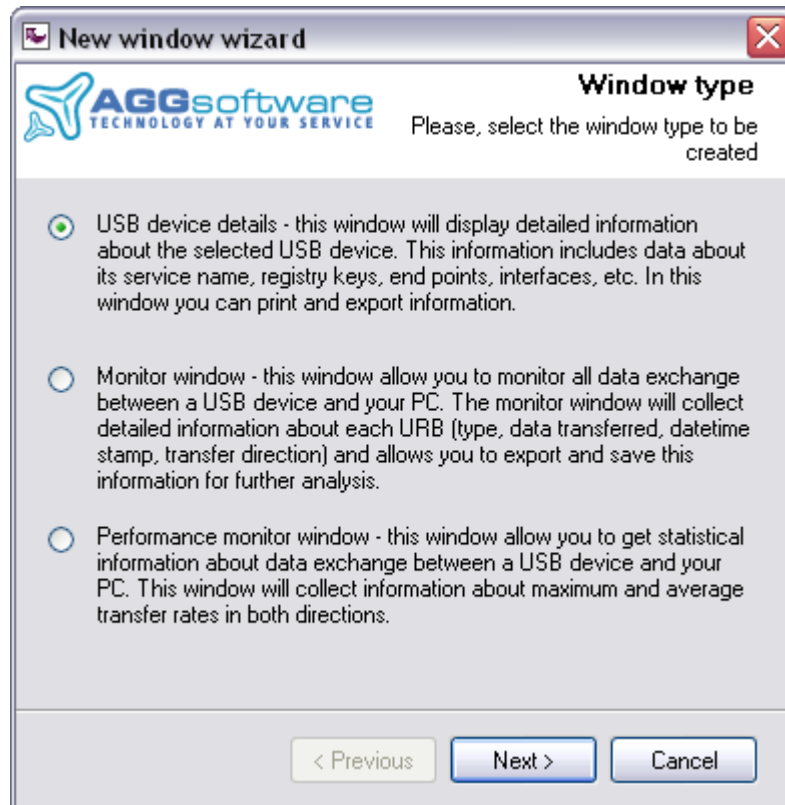 New window wizard
AGGsoftware
TECHNOLOGY AT YOUR SERVICE
Window type
Please, select the window type to be
created
USB device details - this window will display detailed information
about the selected USB device. This information includes data about
its service name, registry keys, end points, interfaces, etc. In this
window you can print and export information.
Monitor window - this window allow you to monitor all data exchange
between a USB device and your PC. The monitor window will collect
detailed information about each URB (type, data transferred, datetime
stamp, transfer direction) and allows you to export and save this
information for further analysis.
Performance monitor window - this window allow you to get statistical
information about data exchange between a USB device and your
PC. This window will collect information about maximum and average
transfer rates in both directions.
< Previous
Next >
Cancel